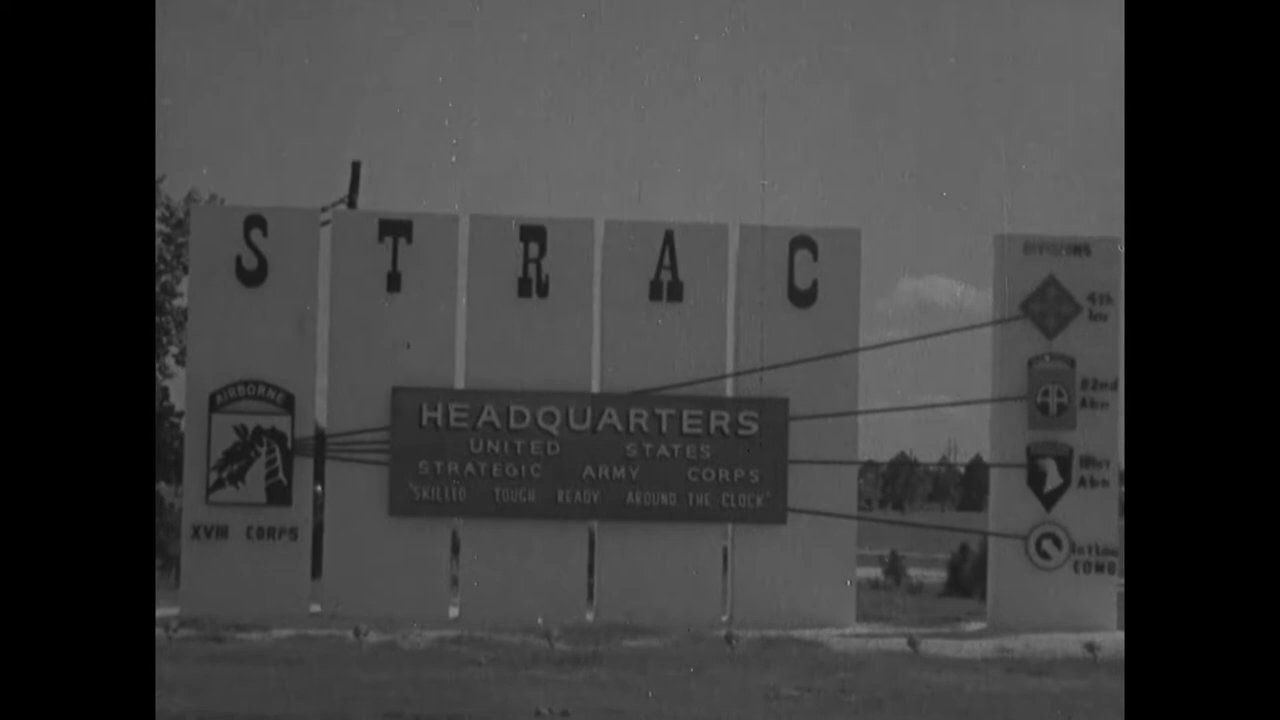 S T R A C
AIRBORNE
XVIII CORPS
HEADQUARTERS
UNITED STATES
STRATEGIC ARMY CORPS
"SKILLED TOUGH READY AROUND THE CLOCK"
DIVISIONS
4th
Inf
82nd
Abn
Abn
COMD